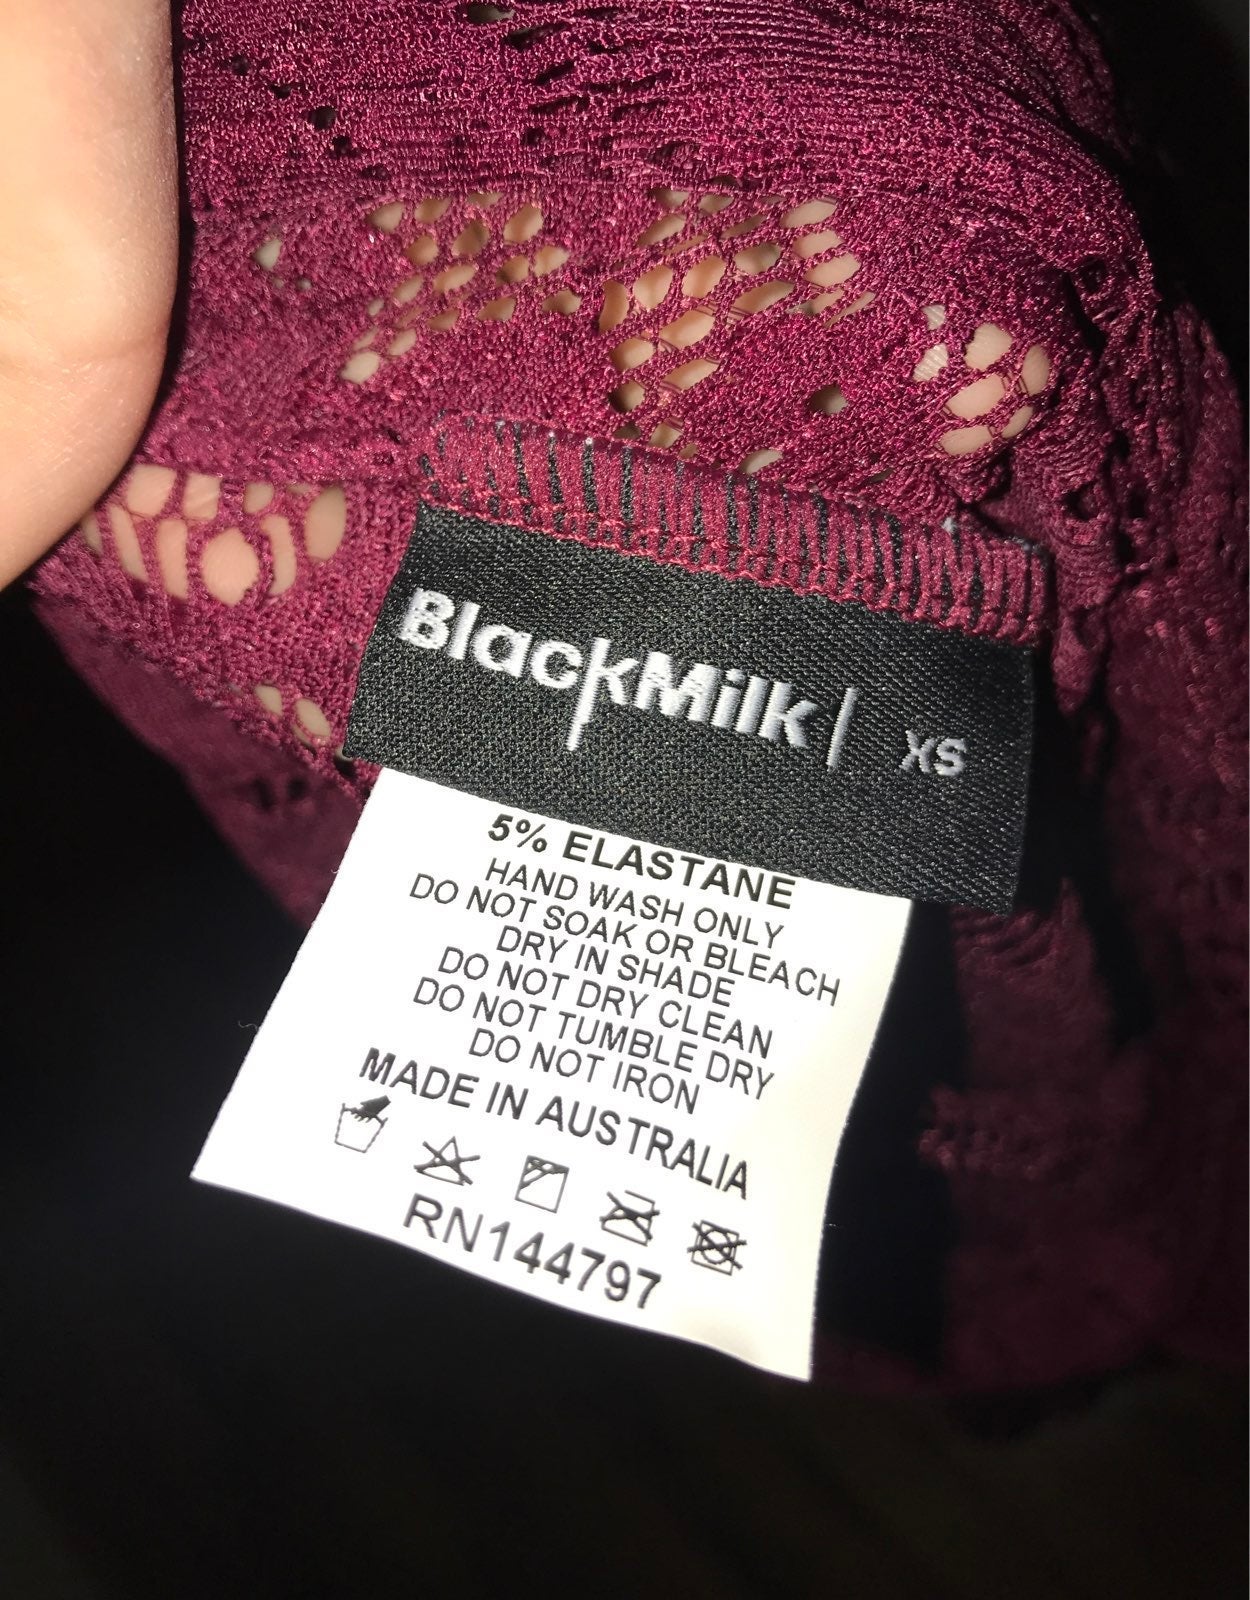 BlackMilk XS
5% ELASTANE
HAND WASH ONLY
DO NOT SOAK OR BLEACH
DRY IN SHADE
DO NOT DRY CLEAN
DO NOT TUMBLE DRY
DO NOT IRON
MADE IN AUSTRALIA
RN144797